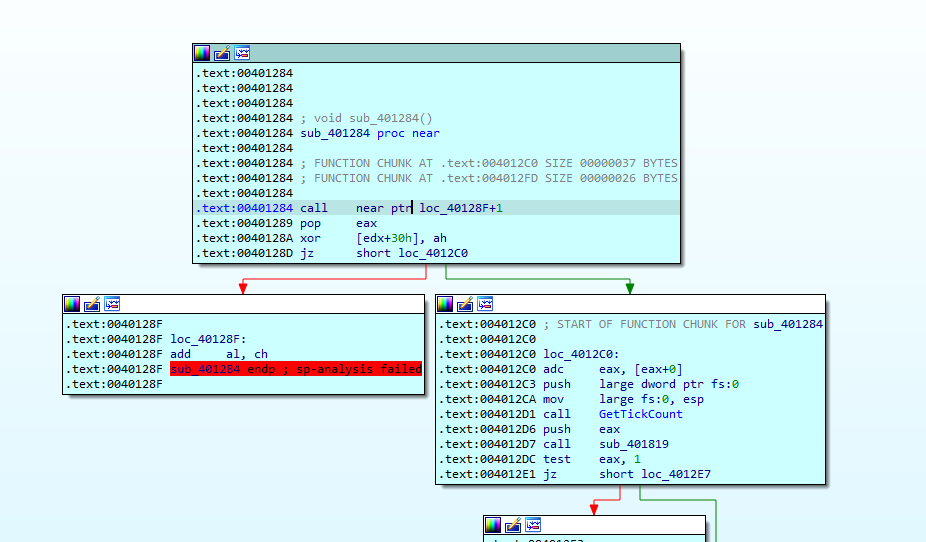 .text:00401284
.text:00401284
.text:00401284
.text:00401284 ; void sub_401284()
.text:00401284 sub_401284 proc near
.text:00401284
.text:00401284 ; FUNCTION CHUNK AT .text:004012C0 SIZE 00000037 BYTES
.text:00401284 ; FUNCTION CHUNK AT .text:004012FD SIZE 00000026 BYTES
.text:00401284
.text:00401284 call    near ptr loc_40128F+1
.text:00401289 pop     eax
.text:0040128A xor     [edx+30h], ah
.text:0040128D jz      short loc_4012C0
.text:0040128F
.text:0040128F loc_40128F:
.text:0040128F add     al, ch
.text:0040128F sub_401284 endp ; sp-analysis failed
.text:0040128F
.text:004012C0 ; START OF FUNCTION CHUNK FOR sub_401284
.text:004012C0
.text:004012C0 loc_4012C0:
.text:004012C0 adc     eax, [eax+0]
.text:004012C3 push    large dword ptr fs:0
.text:004012CA mov     large fs:0, esp
.text:004012D1 call    GetTickCount
.text:004012D6 push    eax
.text:004012D7 call    sub_401819
.text:004012DC test    eax, 1
.text:004012E1 jz      short loc_4012E7